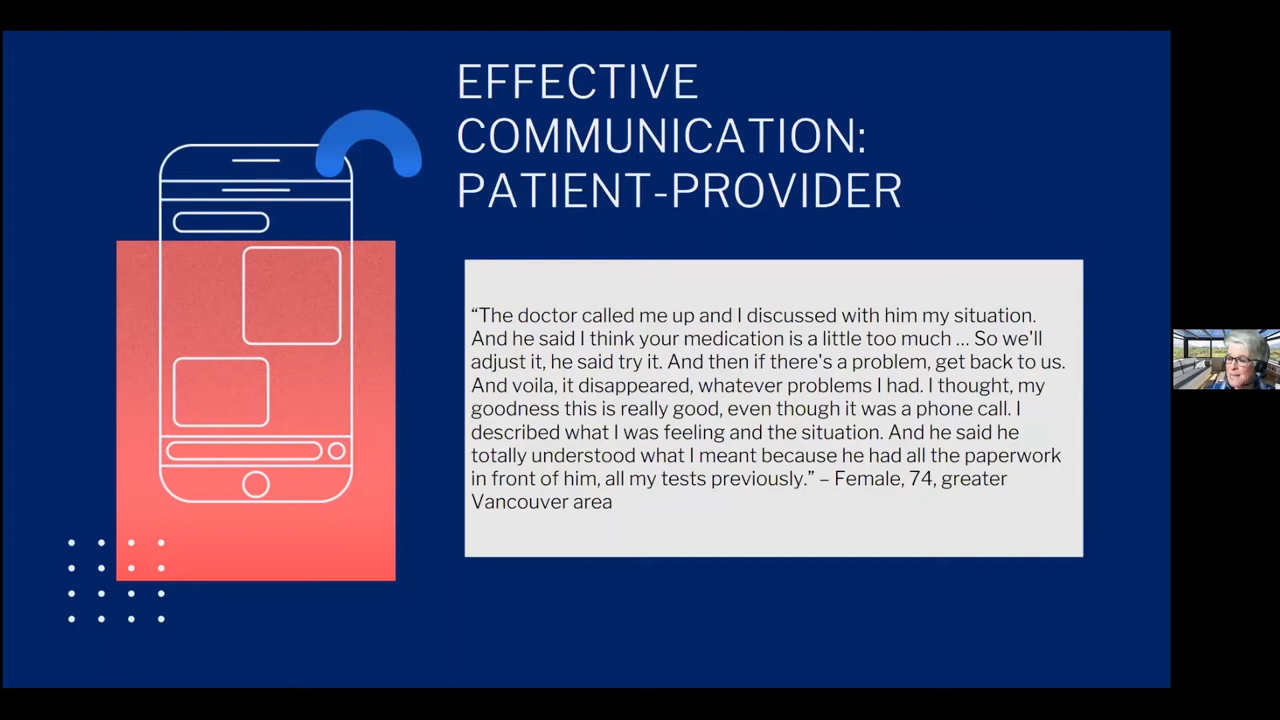 EFFECTIVE
COMMUNICATION:
PATIENT-PROVIDER
“The doctor called me up and I discussed with him my situation.
And he said I think your medication is a little too much ... So we'll
adjust it, he said try it. And then if there's a problem, get back to us.
And voila, it disappeared, whatever problems I had. I thought, my
goodness this is really good, even though it was a phone call. I
described what I was feeling and the situation. And he said he
totally understood what I meant because he had all the paperwork
in front of him, all my tests previously.” – Female, 74, greater
Vancouver area